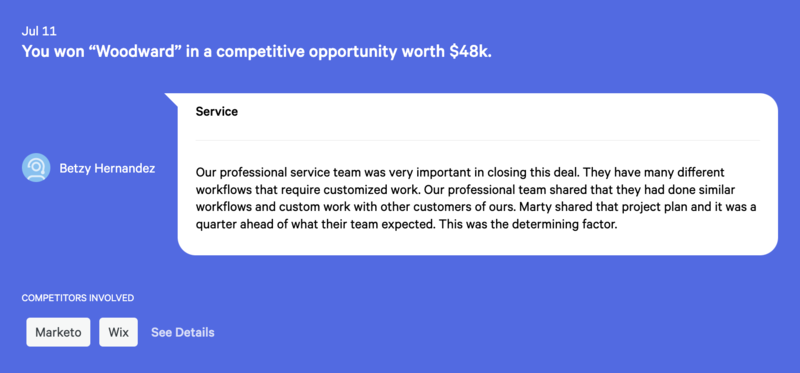 Jul 11
You won “Woodward” in a competitive opportunity worth $48k.
Service
Betzy Hernandez
Our professional service team was very important in closing this deal. They have many different
workflows that require customized work. Our professional team shared that they had done similar
workflows and custom work with other customers of ours. Marty shared that project plan and it was a
quarter ahead of what their team expected. This was the determining factor.
COMPETITORS INVOLVED
Marketo Wix See Details